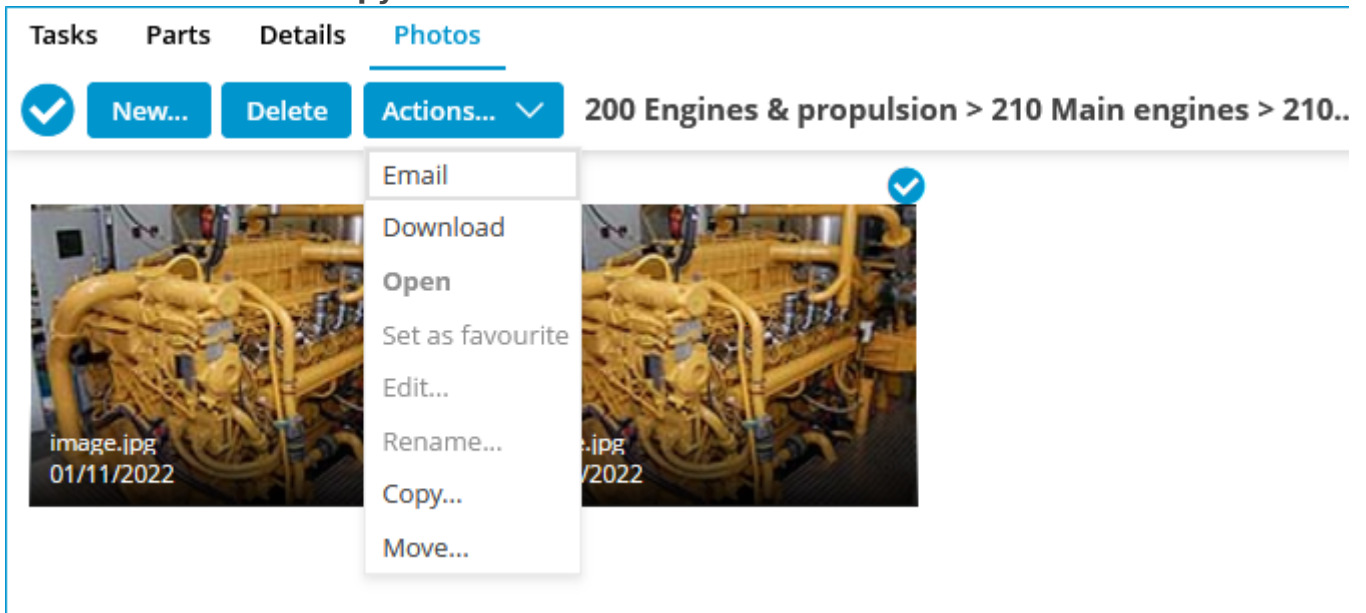 py
Tasks Parts Details Photos
New... Delete Actions... 200 Engines & propulsion > 210 Main engines > 210..
Email
Download
Open
Set as favourite
Edit...
Rename...
Copy...
Move...
image.jpg
01/11/2022
.jpg
/2022